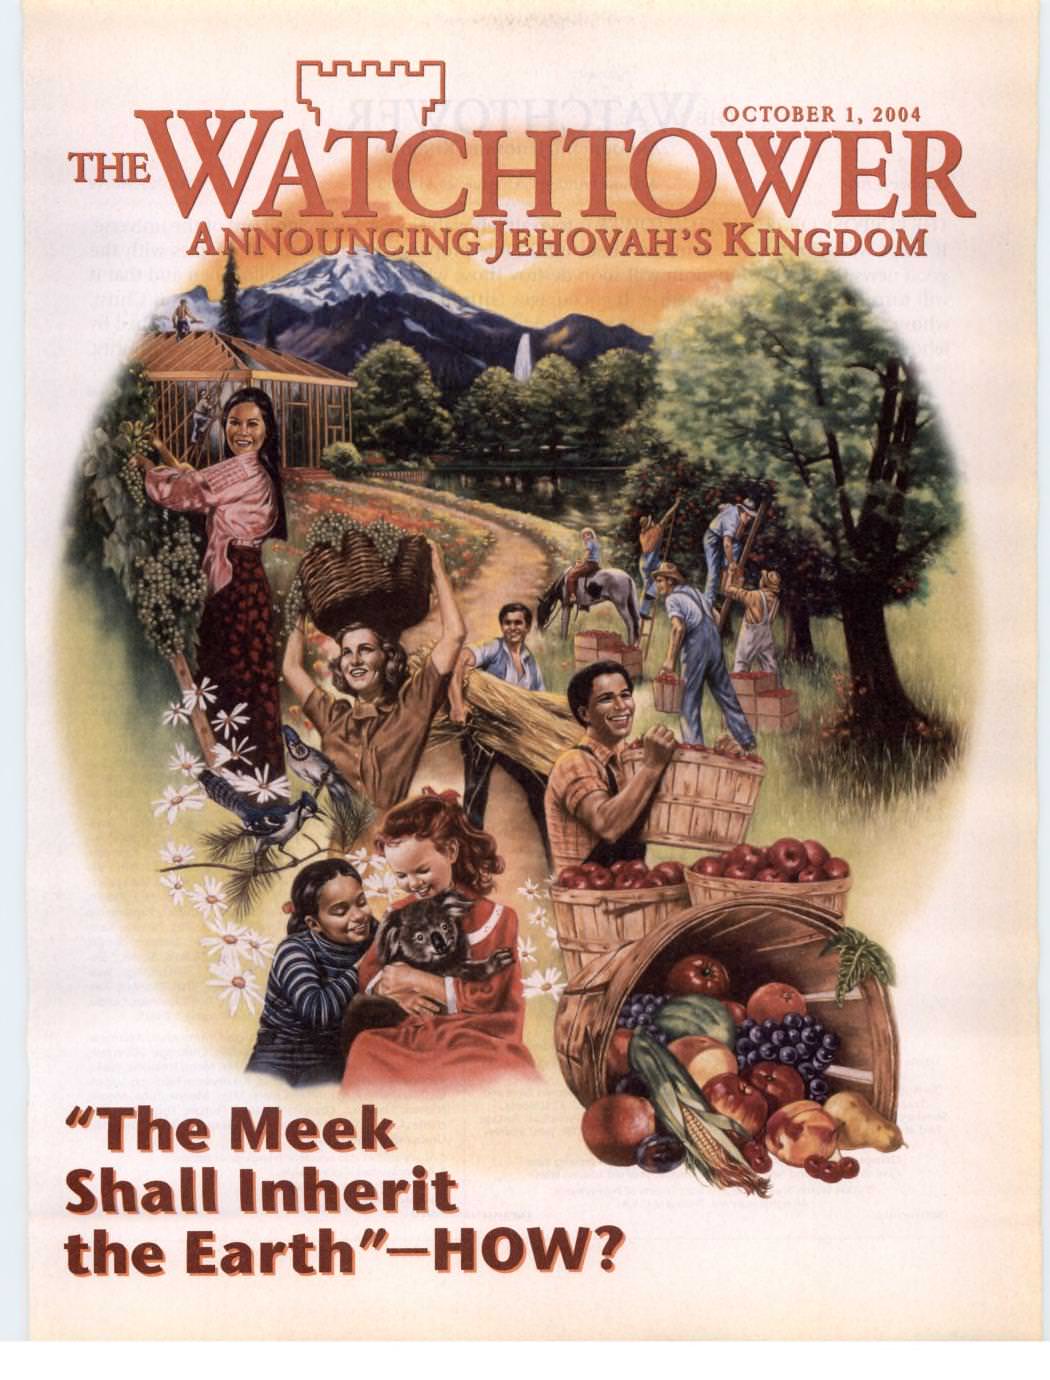 OCTOBER 1, 2004
THE WATCHTOWER
ANNOUNCING JEHOVAH'S KINGDOM
"The Meek
Shall Inherit
the Earth"—HOW?